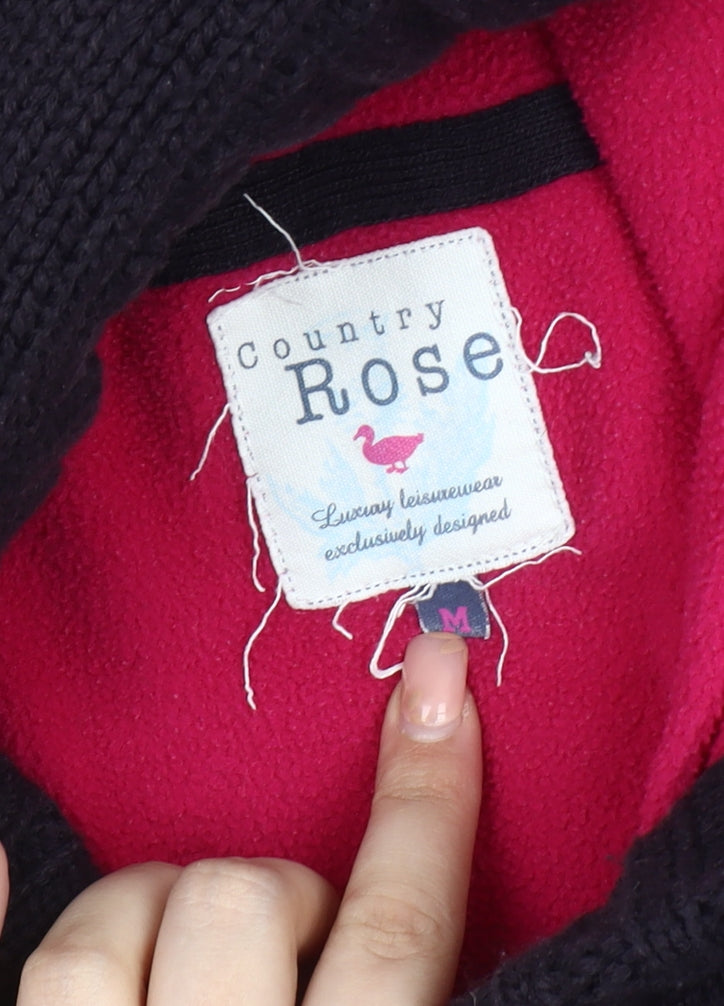 Country
Rose
Luxury leisurewear
exclusively designed
M